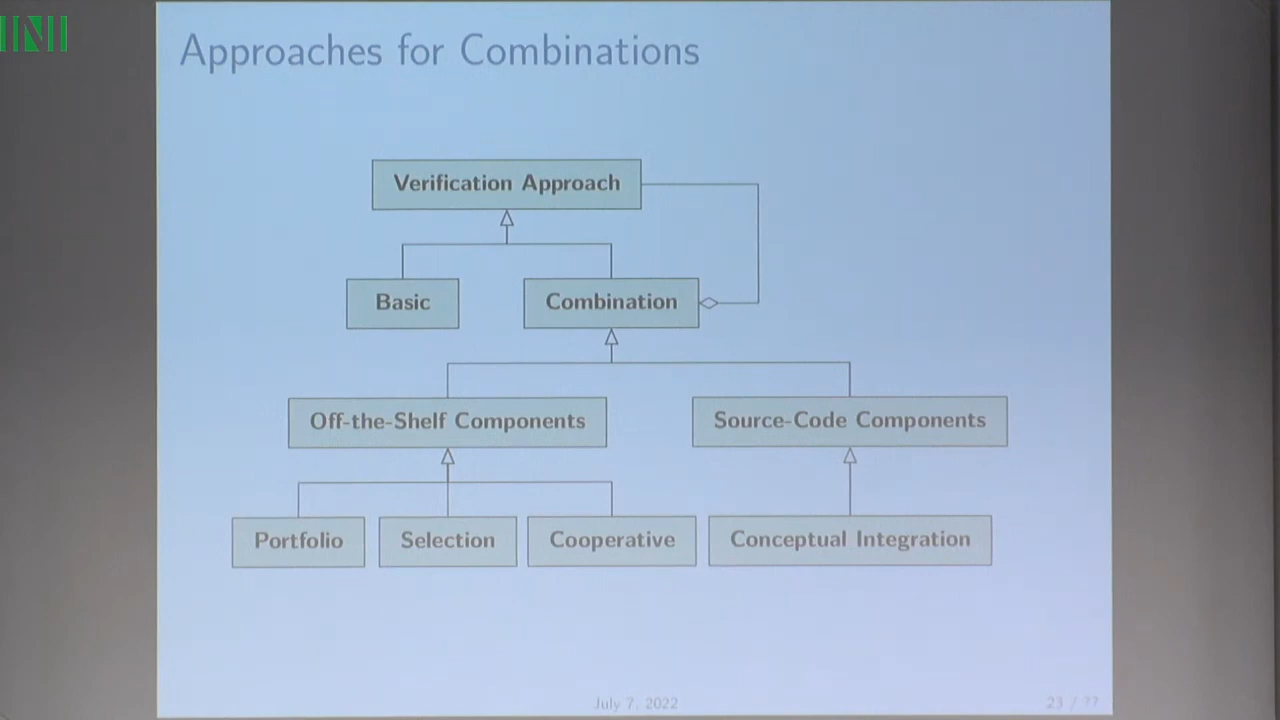 Approaches for Combinations
Verification Approach
Basic
Combination
Off-the-Shelf Components
Source-Code Components
Portfolio
Selection
Cooperative
Conceptual Integration
July 7, 2022
23 / ??